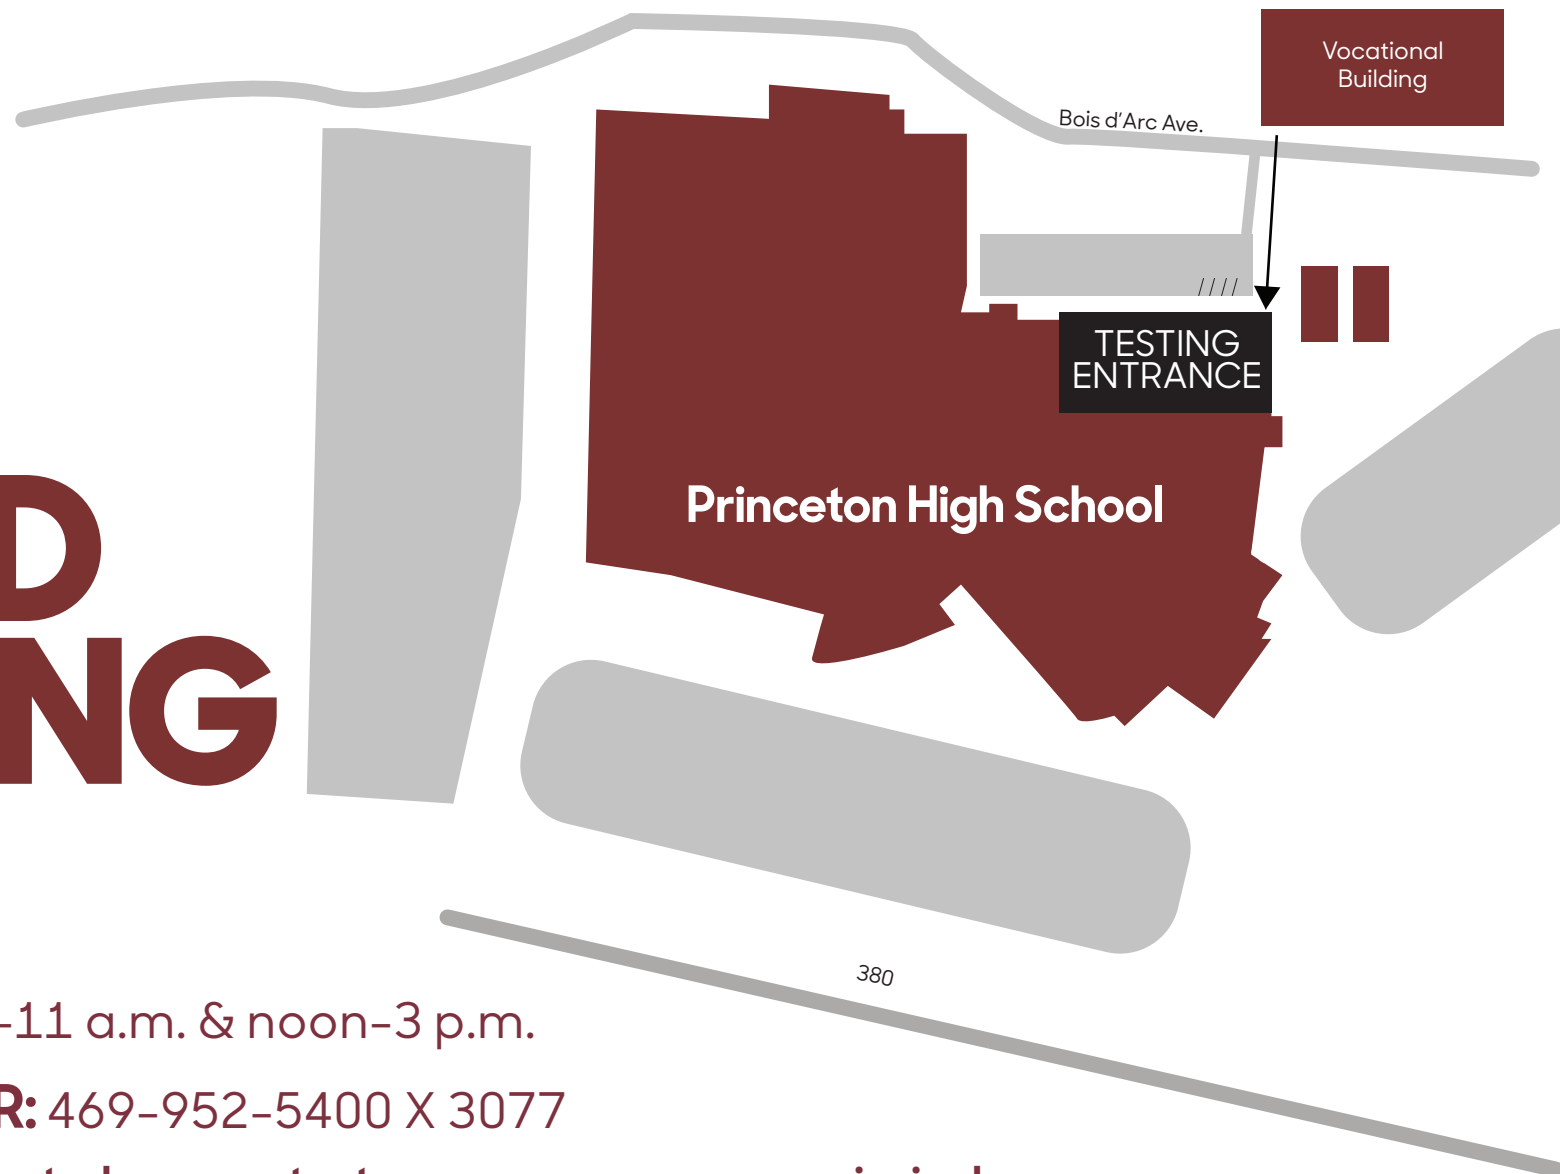 Vocational
Building
Bois d'Arc Ave.
TESTING
ENTRANCE
Princeton High School
D
NG
380
-11 a.m. & noon-3 p.m.
R: 469-952-5400 X 3077